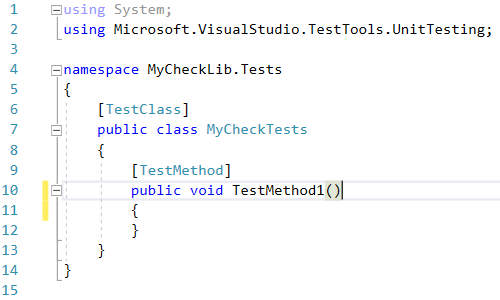 1 using System;
2 using Microsoft.VisualStudio.TestTools.UnitTesting;
3
4 namespace MyCheckLib.Tests
5 {
6 [TestClass]
7 public class MyCheckTests
8 {
9 [TestMethod]
10 public void TestMethod1()
11 {
12 }
13 }
14 }
15